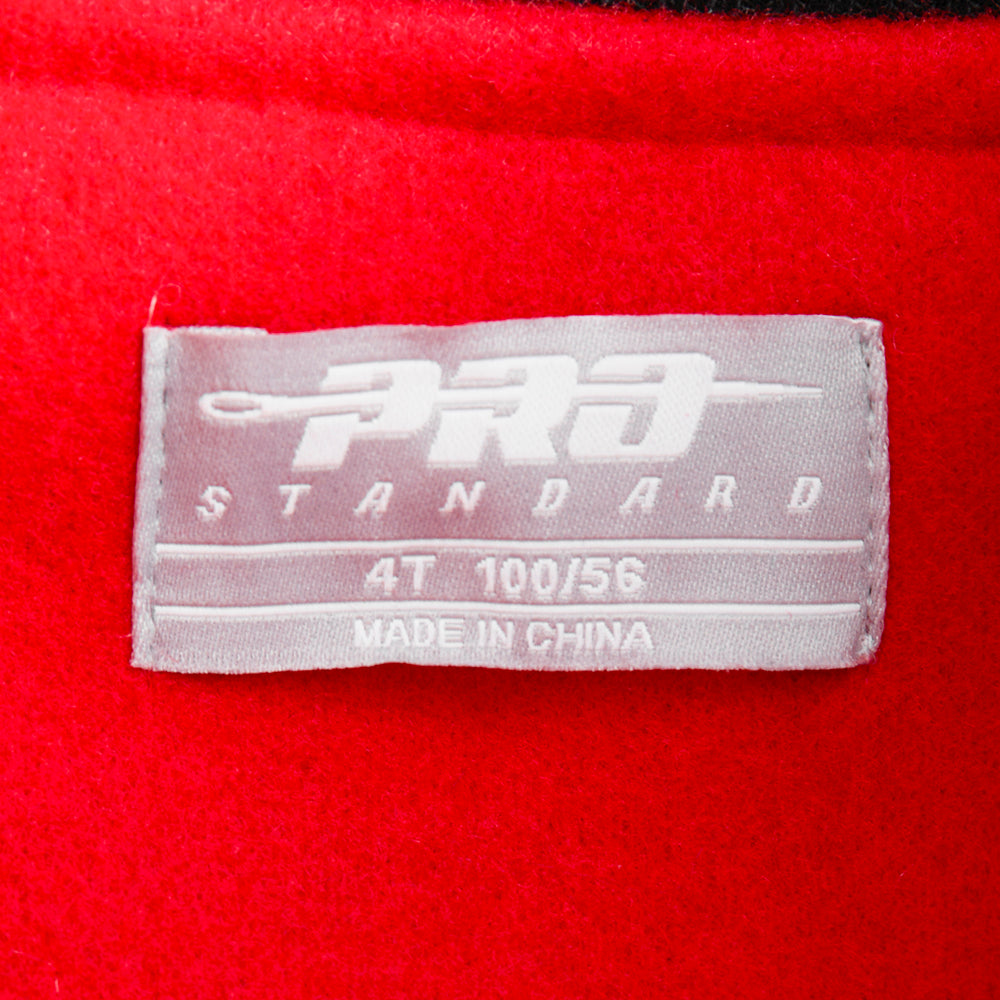 PRO
STANDARD
4T 100/56
MADE IN CHINA